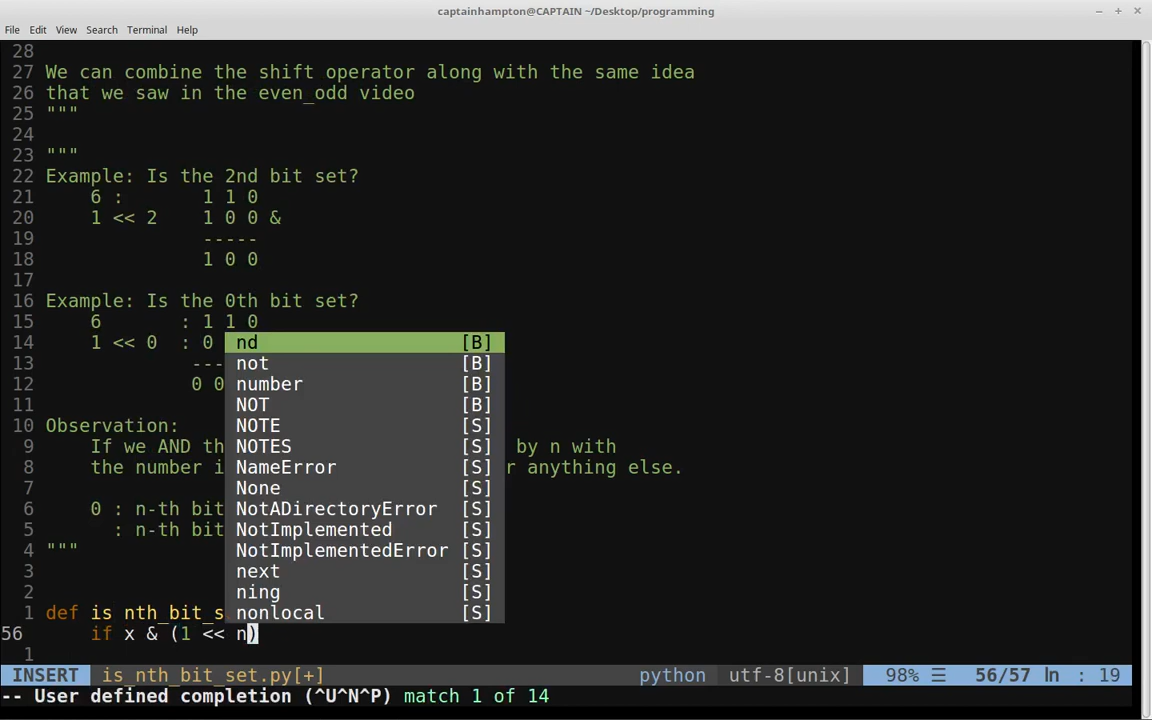 captainhampton@CAPTAIN ~/Desktop/programming
File Edit View Search Terminal Help
28
27 We can combine the shift operator along with the same idea
26 that we saw in the even_odd video
25 """
24
23 """
22 Example: Is the 2nd bit set?
21 6 : 1 1 0
20 1 << 2 1 0 0 &
19 -----
18 1 0 0
17
16 Example: Is the 0th bit set?
15 6 : 1 1 0
14 1 << 0 : 0 nd [B]
13 --- not [B]
12 0 0 number [B]
11 NOT [B]
10 Observation: NOTE [S]
9 If we AND th NOTES [S] by n with
8 the number i NameError [S] r anything else.
7 None [S]
6 0 : n-th bit NotADirectoryError [S]
5 : n-th bit NotImplemented [S]
4 """ NotImplementedError [S]
3 next [S]
2 ning [S]
1 def is nth_bit_s nonlocal [S]
56 if x & (1 << n)
1
INSERT is_nth_bit_set.py[+] python utf-8[unix] 98% ☰ 56/57 ln : 19
-- User defined completion (^U^N^P) match 1 of 14